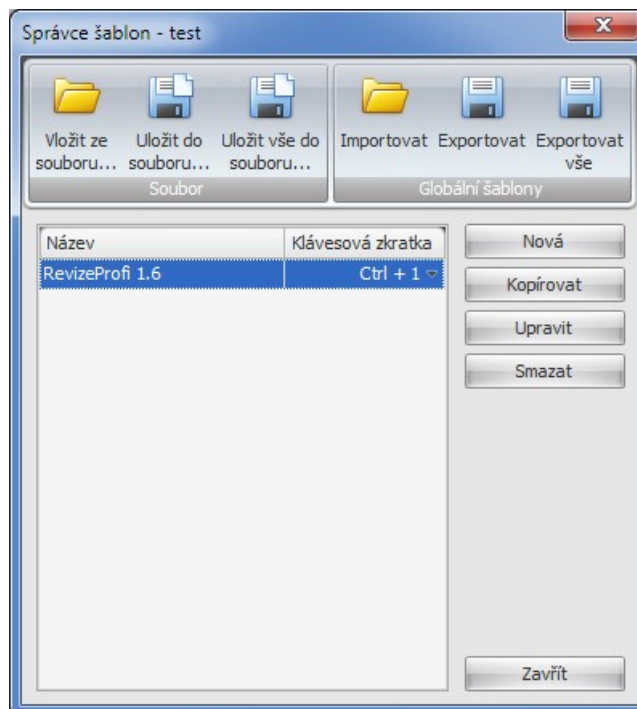 Správce šablon - test
Vložit ze souboru...
Uložit do souboru...
Uložit vše do souboru...
Importovat
Exportovat
Exportovat vše
Soubor
Globální šablony
Název
Klávesová zkratka
RevizeProfi 1.6
Ctrl + 1
Nová
Kopírovat
Upravit
Smazat
Zavřít